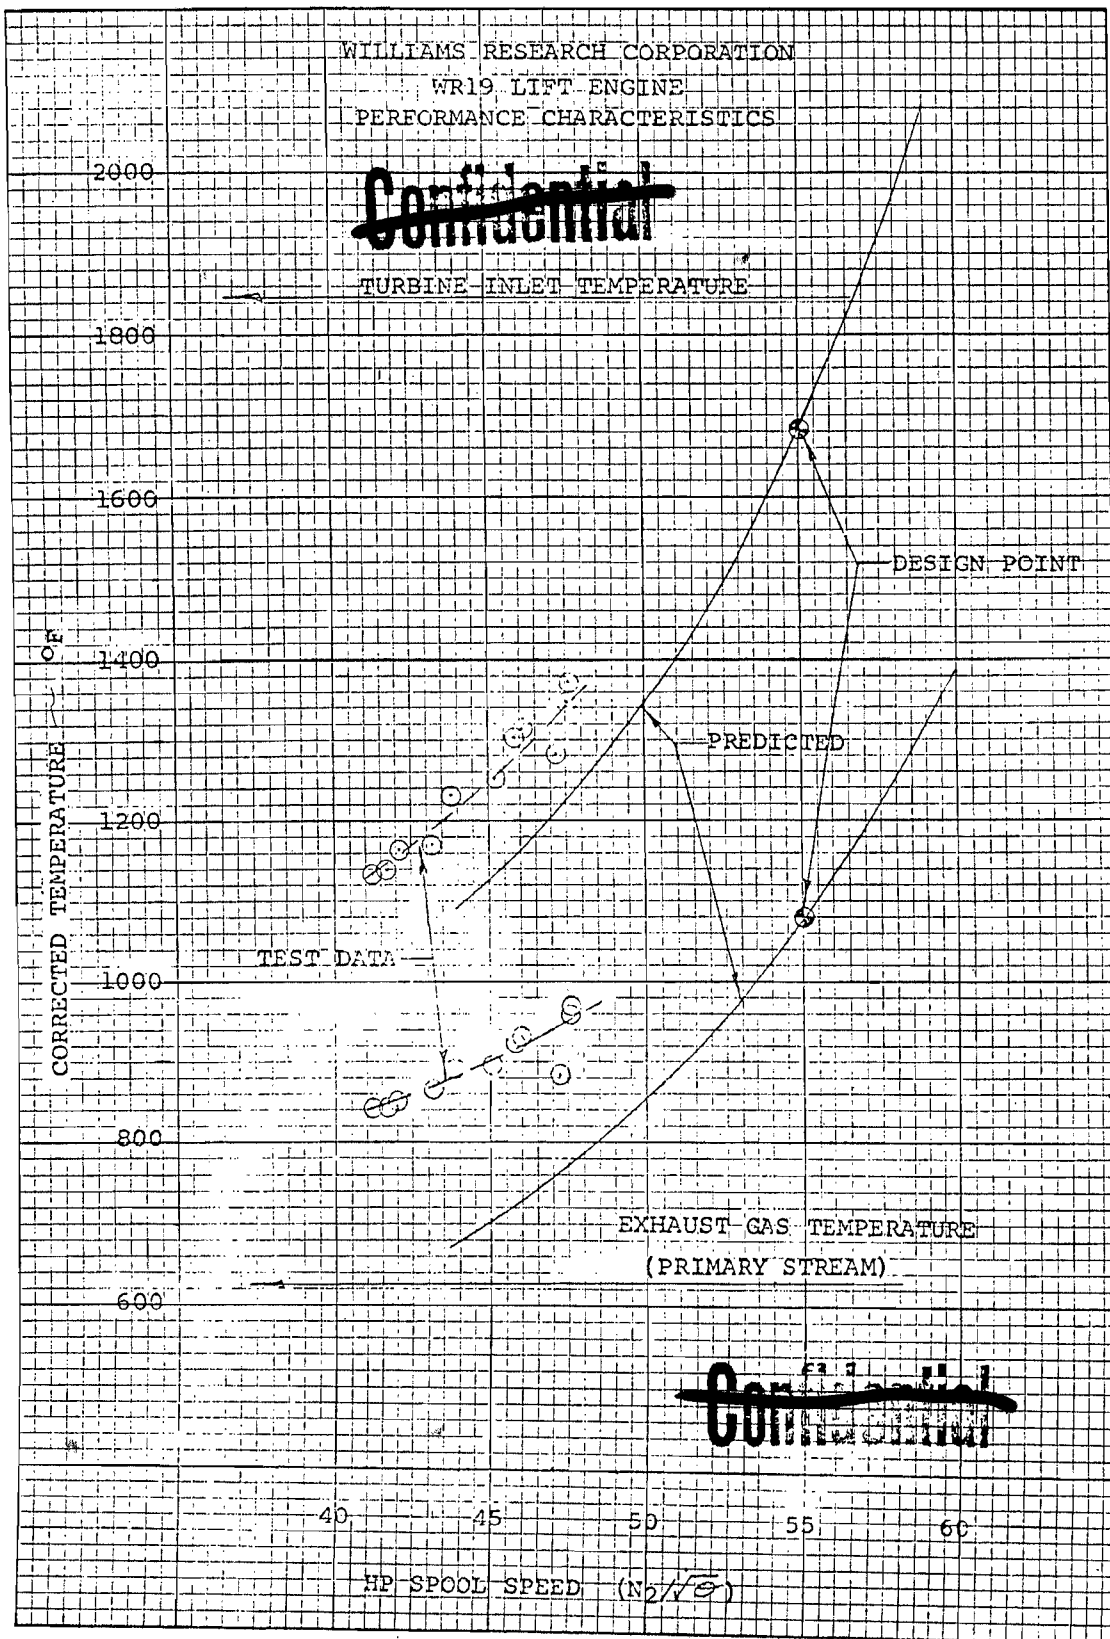 WILLIAMS RESEARCH CORPORATION
WR19 LIFT ENGINE
PERFORMANCE CHARACTERISTICS
Confidential
TURBINE INLET TEMPERATURE
2000
1800
1600
1400
1200
1000
800
600
CORRECTED TEMPERATURE ~ °F
DESIGN POINT
PREDICTED
TEST DATA
EXHAUST GAS TEMPERATURE
(PRIMARY STREAM)
Confidential
40 45 50 55 60
HP SPOOL SPEED (N2/√θ)